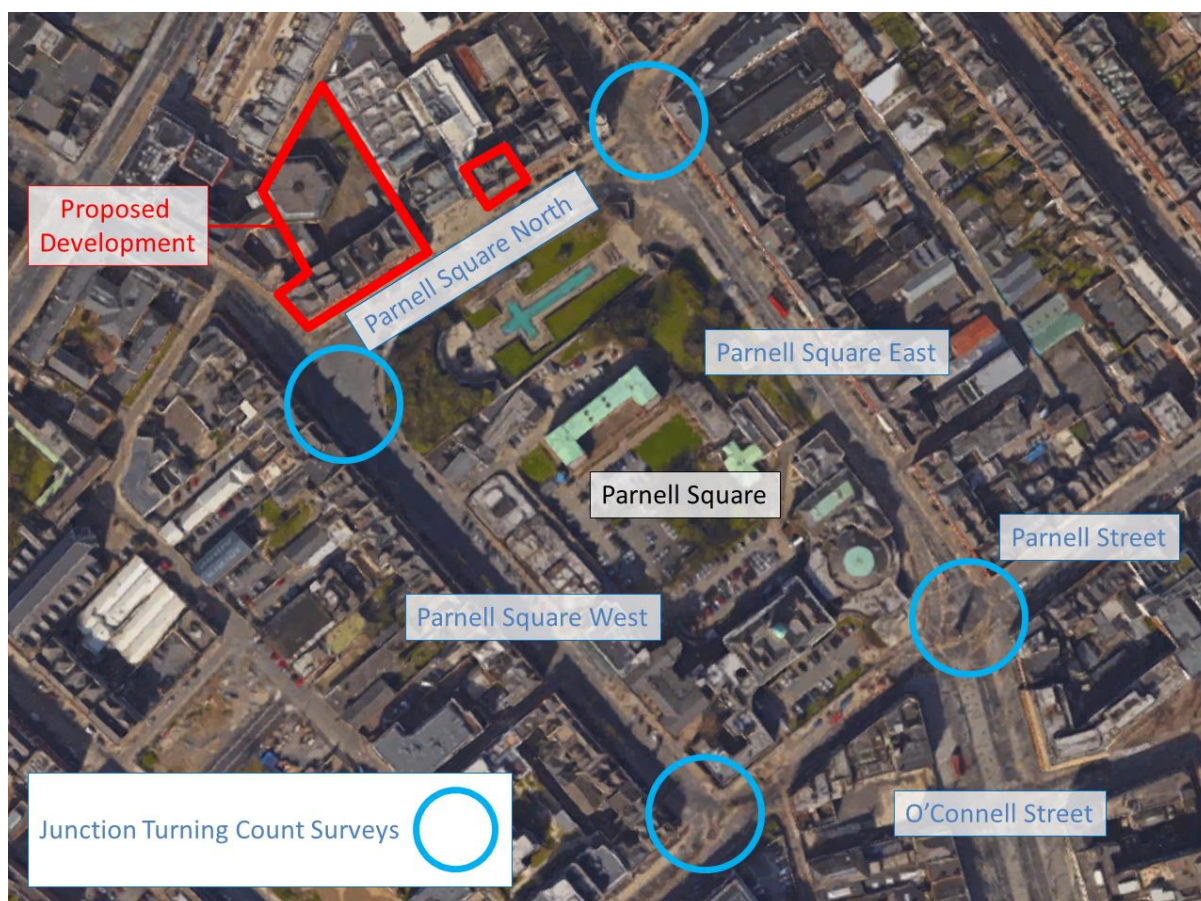 Proposed
Development
Parnell Square North
Parnell Square East
Parnell Square
Parnell Street
Parnell Square West
O'Connell Street
Junction Turning Count Surveys